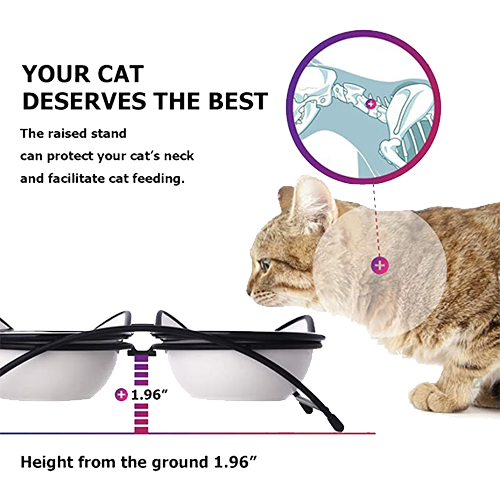 YOUR CAT
DESERVES THE BEST
The raised stand
can protect your cat's neck
and facilitate cat feeding.
1.96"
Height from the ground 1.96"